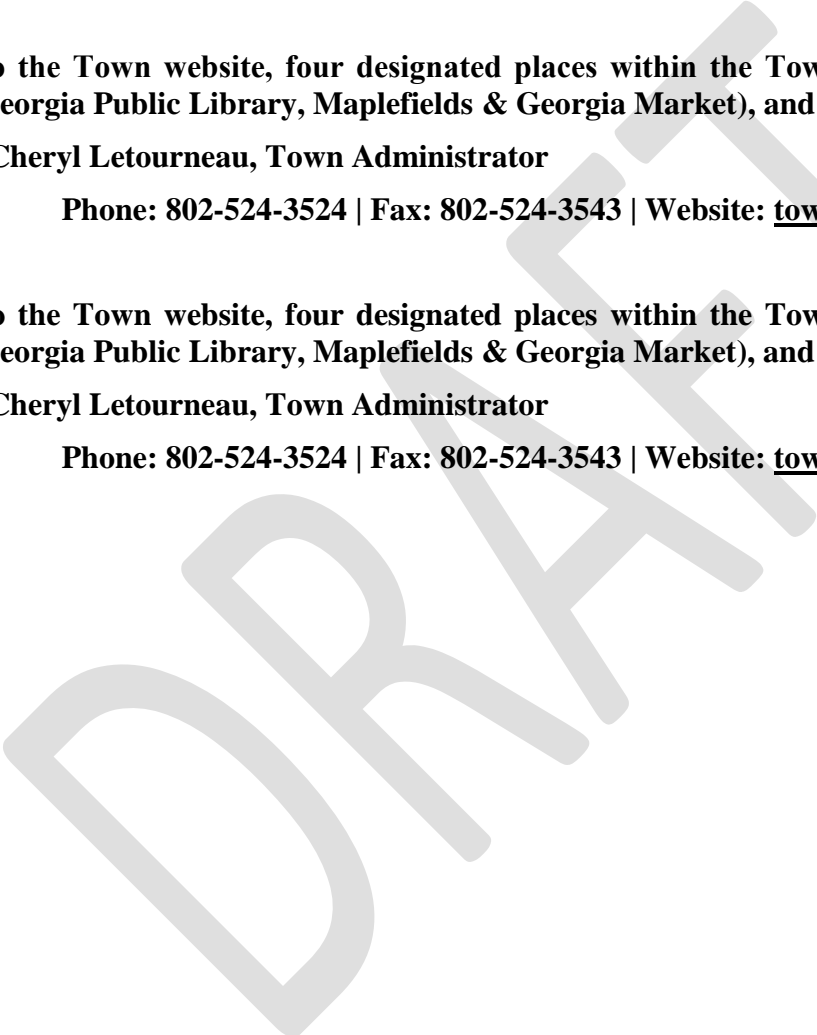 o the Town website, four designated places within the Tow
eorgia Public Library, Maplefields & Georgia Market), and
Cheryl Letourneau, Town Administrator
Phone: 802-524-3524 | Fax: 802-524-3543 | Website: tow
o the Town website, four designated places within the Tow
eorgia Public Library, Maplefields & Georgia Market), and
Cheryl Letourneau, Town Administrator
Phone: 802-524-3524 | Fax: 802-524-3543 | Website: tow
DRAFT